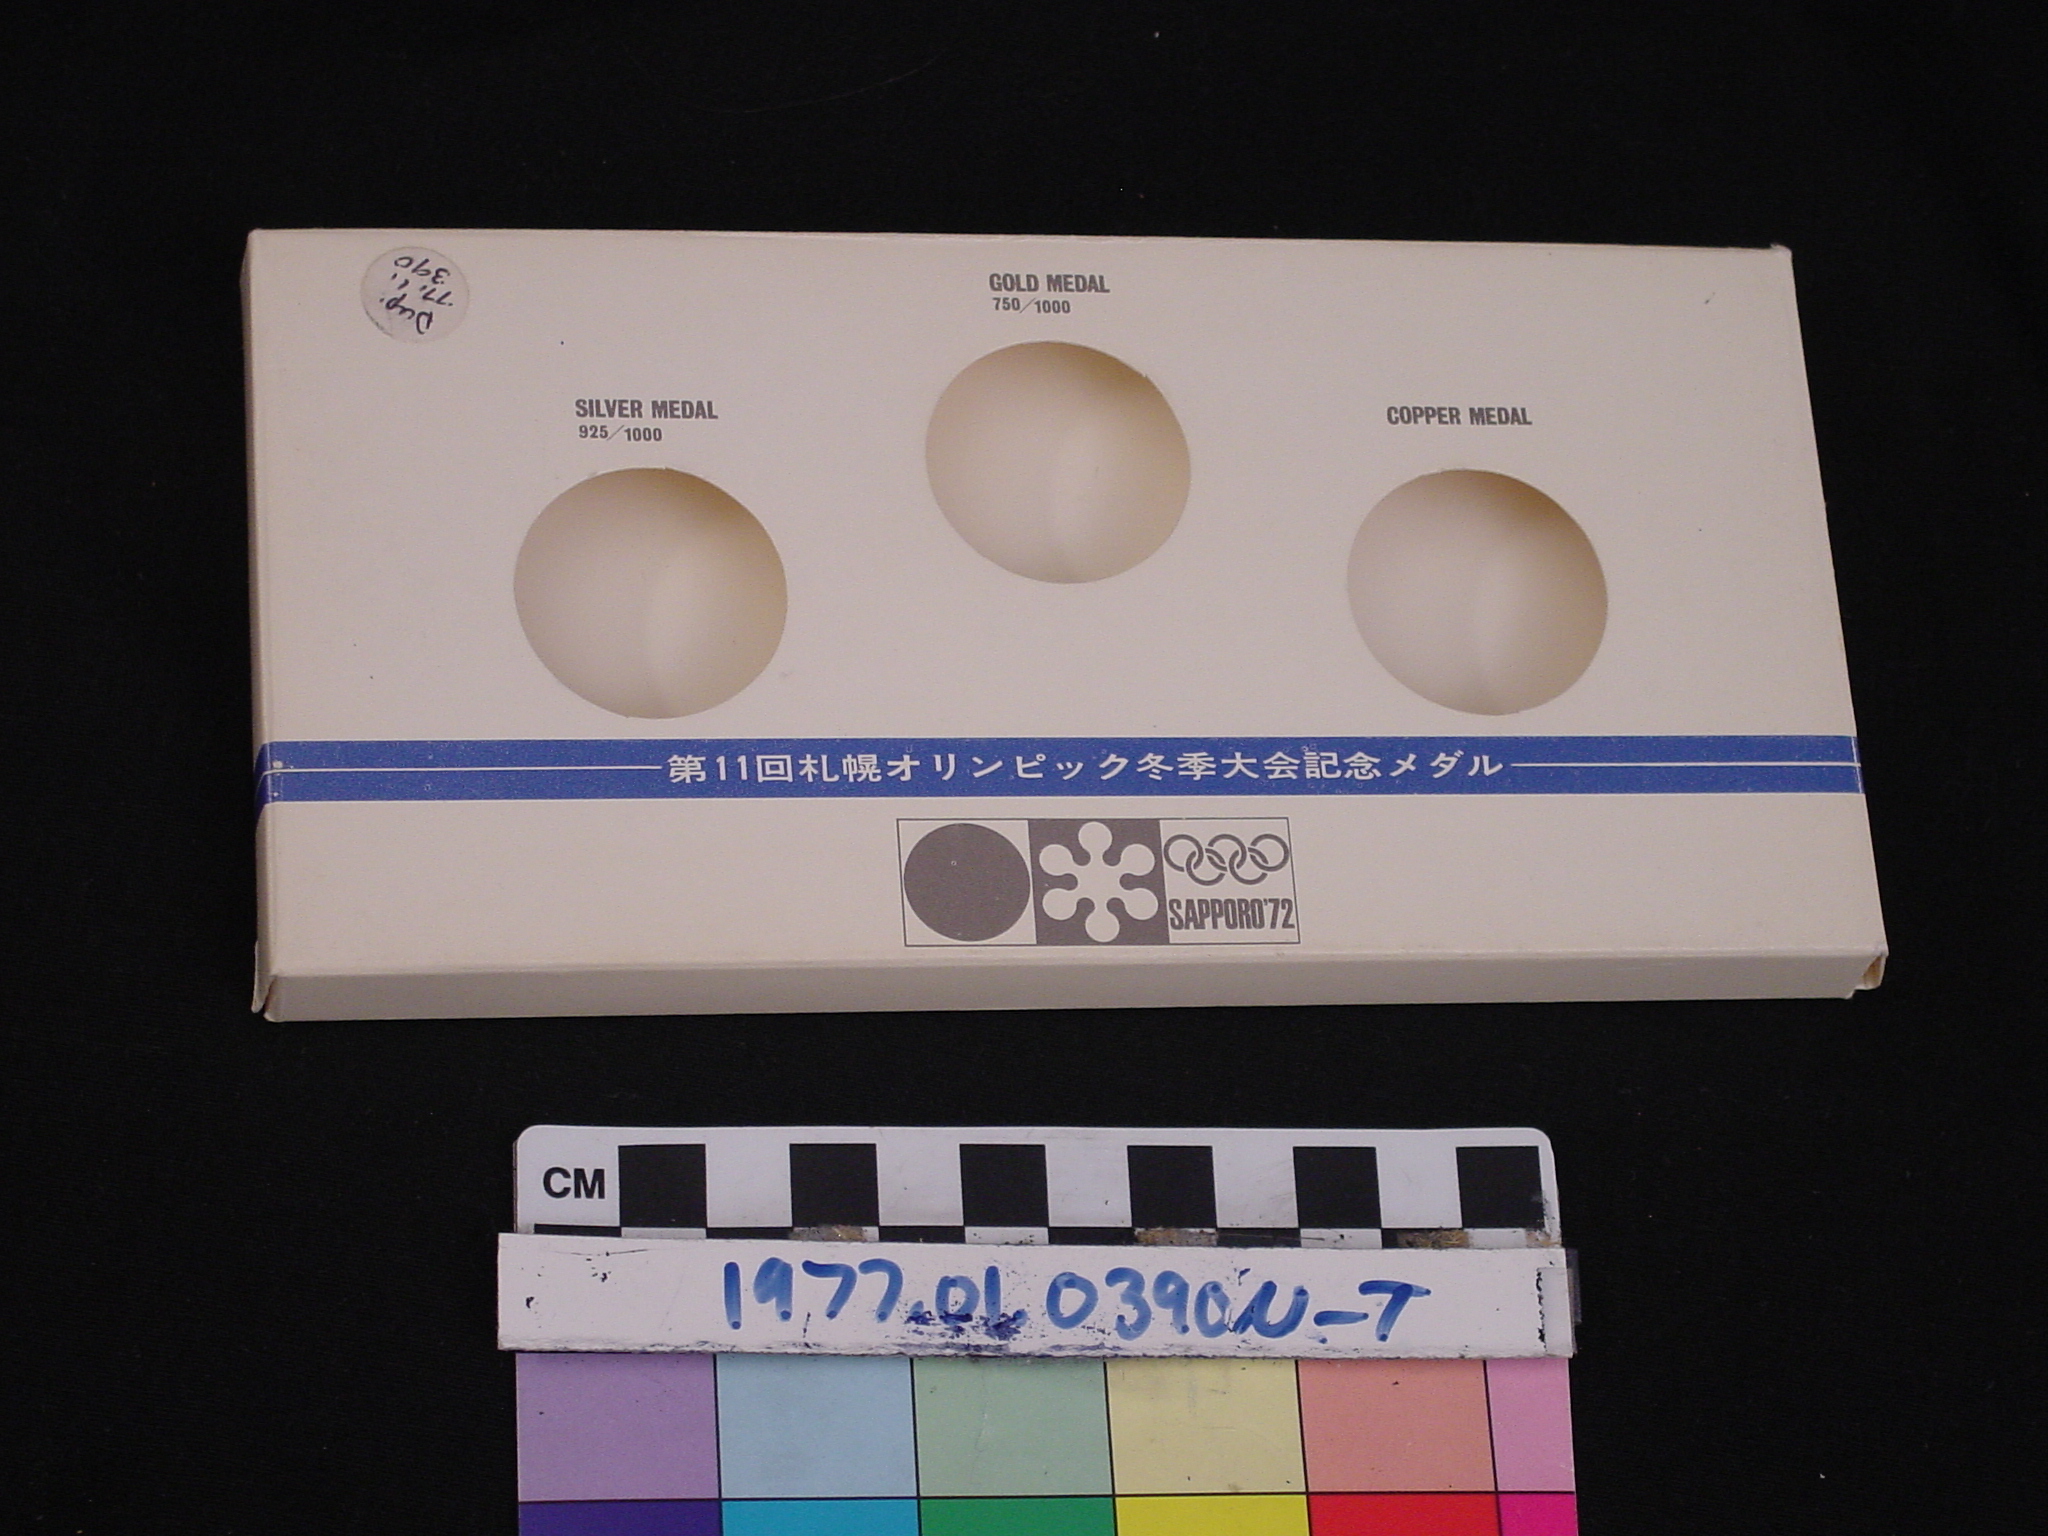 Dup.
77.1.
390
GOLD MEDAL
750/1000
SILVER MEDAL
925/1000
COPPER MEDAL
第11回札幌オリンピック冬季大会記念メダル
SAPPORO'72
CM
1977.01.0390N-T